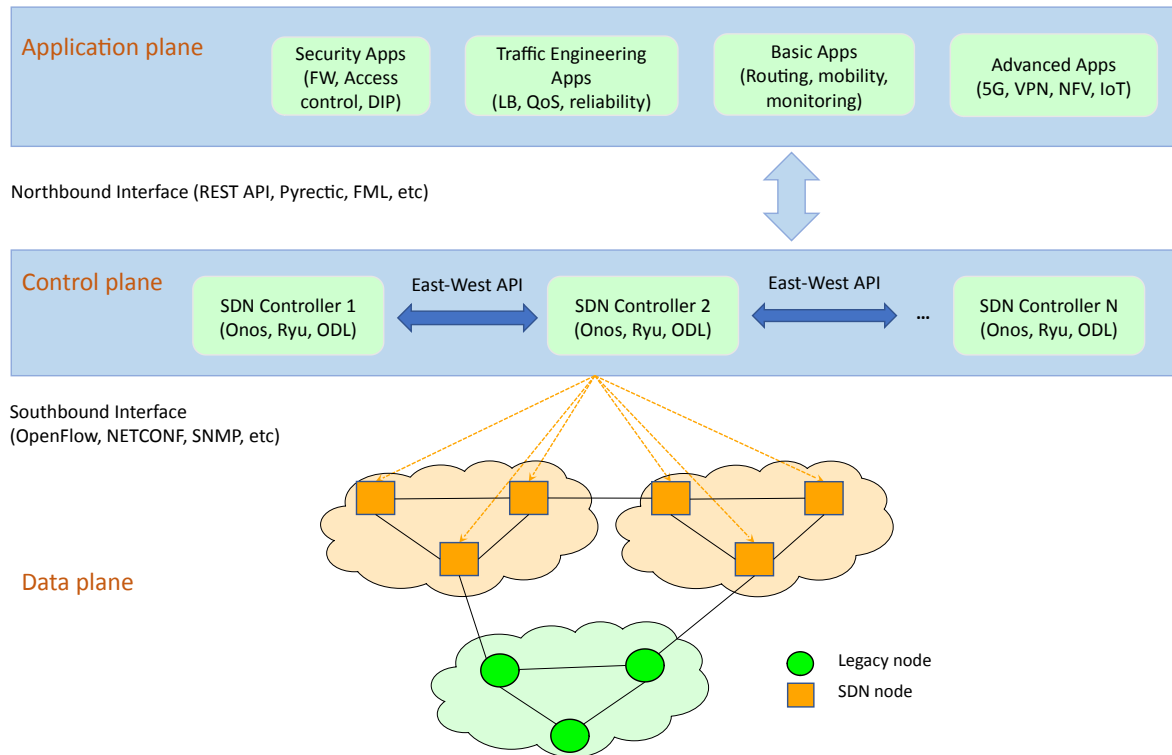 Application plane
Security Apps
(FW, Access
control, DIP)
Traffic Engineering
Apps
(LB, QoS, reliability)
Basic Apps
(Routing, mobility,
monitoring)
Advanced Apps
(5G, VPN, NFV, IoT)
Northbound Interface (REST API, Pyrectic, FML, etc)
Control plane
SDN Controller 1
(Onos, Ryu, ODL)
East-West API
SDN Controller 2
(Onos, Ryu, ODL)
East-West API
...
SDN Controller N
(Onos, Ryu, ODL)
Southbound Interface
(OpenFlow, NETCONF, SNMP, etc)
Data plane
Legacy node
SDN node